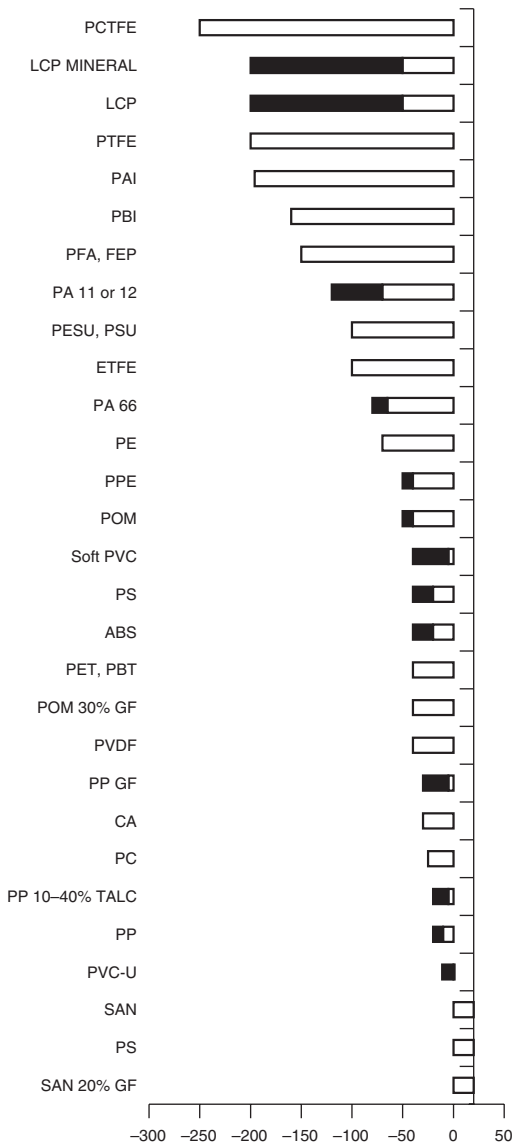 PCTFE
LCP MINERAL
LCP
PTFE
PAI
PBI
PFA, FEP
PA 11 or 12
PESU, PSU
ETFE
PA 66
PE
PPE
POM
Soft PVC
PS
ABS
PET, PBT
POM 30% GF
PVDF
PP GF
CA
PC
PP 10–40% TALC
PP
PVC-U
SAN
PS
SAN 20% GF
–300 –250 –200 –150 –100 –50 0 50